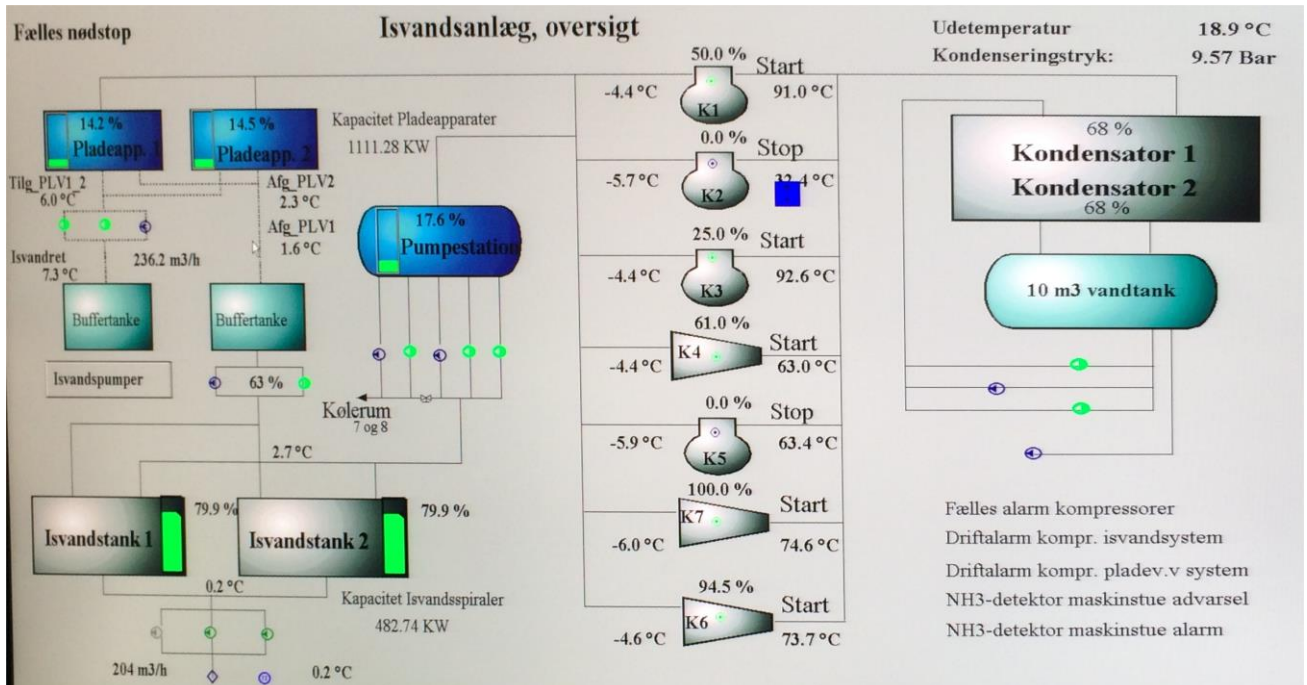 Fælles nødstop
Isvandsanlæg, oversigt
Udetemperatur 18.9 °C
Kondenseringstryk: 9.57 Bar
14.2 %
Pladeapp. 1
14.5 %
Pladeapp. 2
Kapacitet Pladeapparater
1111.28 KW
Tilg_PLV1_2
6.0 °C
Afg_PLV2
2.3 °C
Afg_PLV1
1.6 °C
Isvandret
7.3 °C
236.2 m3/h
17.6 %
Pumpestation
Buffertanke
Buffertanke
Isvandspumper
63 %
Kølerum
7 og 8
2.7 °C
Isvandstank 1
79.9 %
Isvandstank 2
79.9 %
0.2 °C
Kapacitet Isvandsspiraler
482.74 KW
204 m3/h
0.2 °C
50.0 %
Start
-4.4 °C
K1
91.0 °C
0.0 %
Stop
-5.7 °C
K2
32.4 °C
25.0 %
Start
-4.4 °C
K3
92.6 °C
61.0 %
Start
K4
-4.4 °C
63.0 °C
0.0 %
Stop
-5.9 °C
K5
63.4 °C
100.0 %
Start
K7
-6.0 °C
74.6 °C
94.5 %
Start
K6
-4.6 °C
73.7 °C
68 %
Kondensator 1
Kondensator 2
68 %
10 m3 vandtank
Fælles alarm kompressorer
Driftalarm kompr. isvandsystem
Driftalarm kompr. pladev.v system
NH3-detektor maskinstue advarsel
NH3-detektor maskinstue alarm